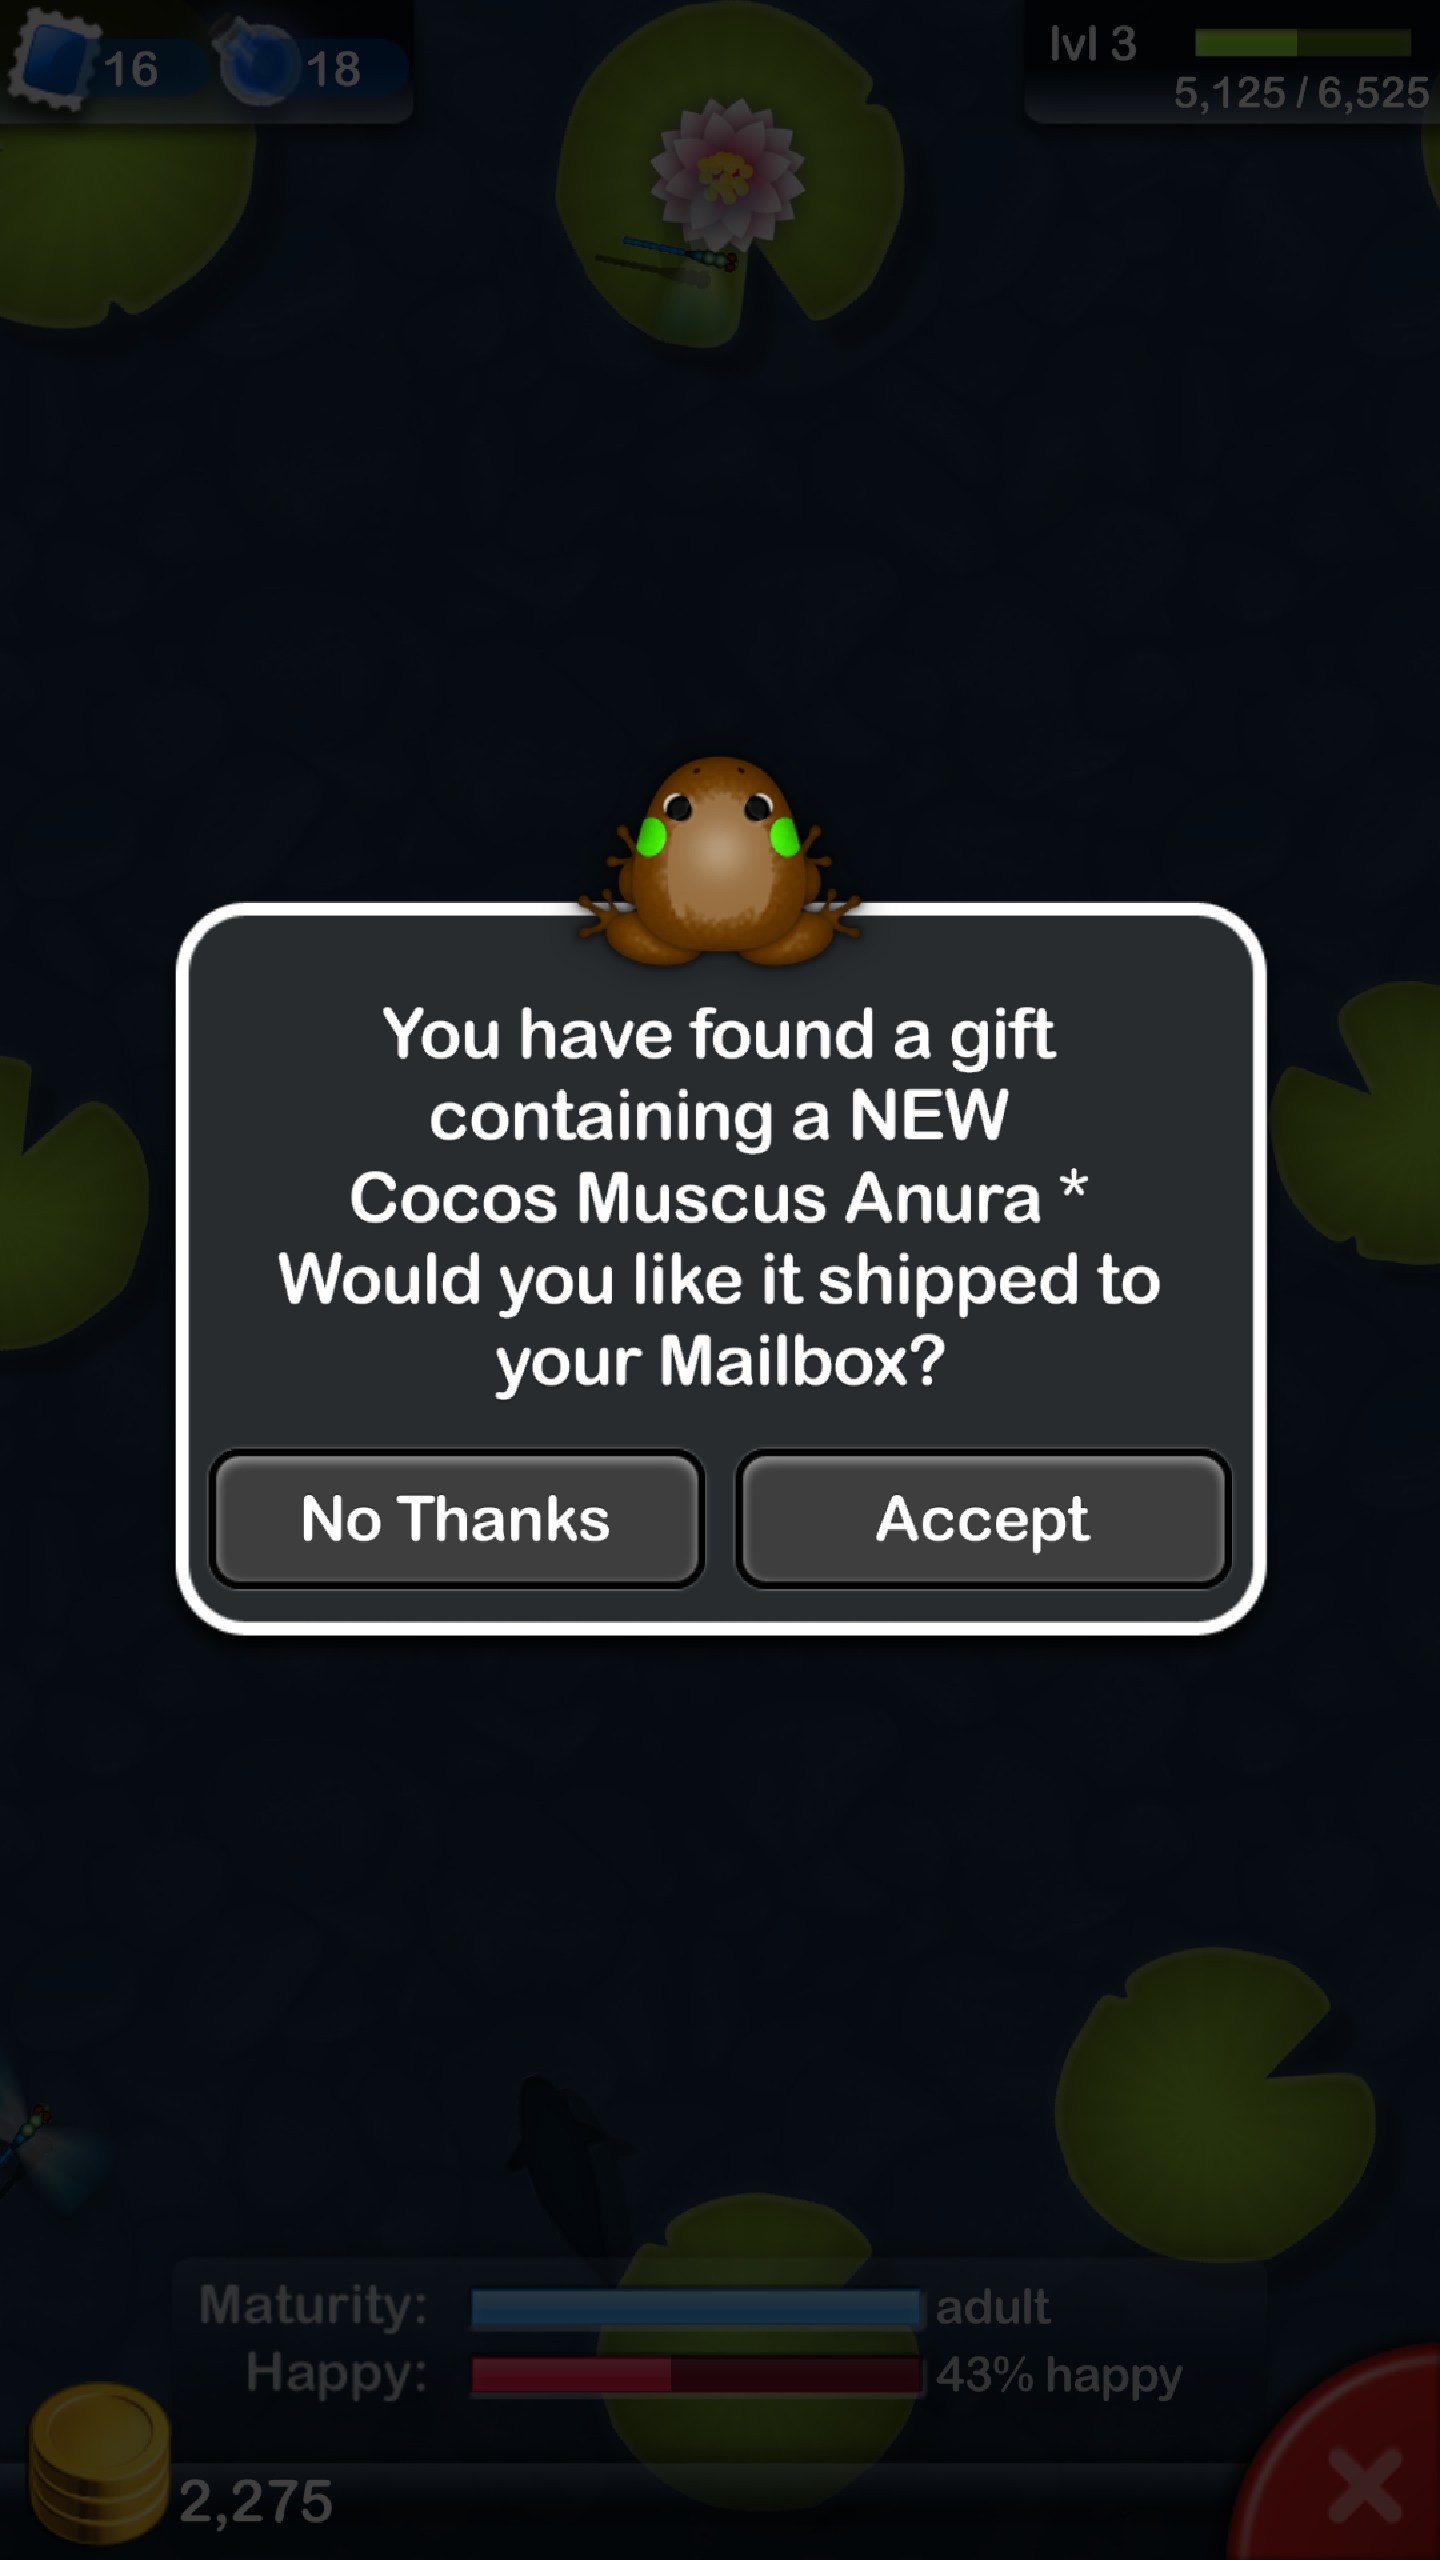 16 18 lvl 3
5,125 / 6,525
You have found a gift
containing a NEW
Cocos Muscus Anura *
Would you like it shipped to
your Mailbox?
No Thanks Accept
Maturity: adult
Happy: 43% happy
2,275